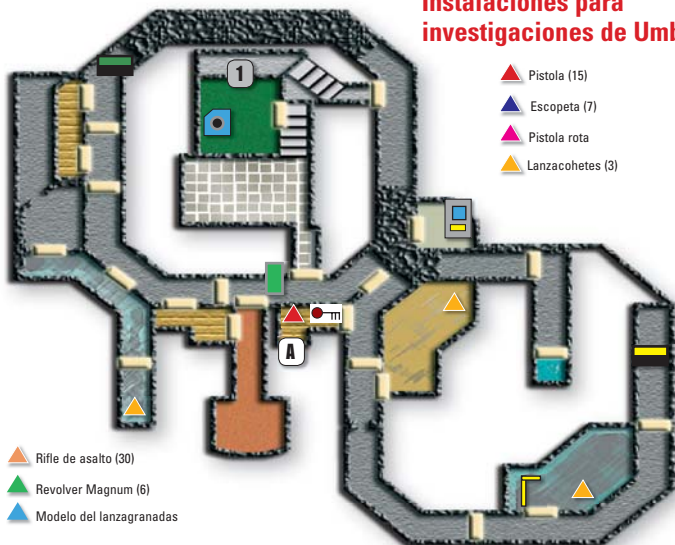 Instalaciones para
investigaciones de Umb
Pistola (15)
Escopeta (7)
Pistola rota
Lanzacohetes (3)
1
A
Rifle de asalto (30)
Revolver Magnum (6)
Modelo del lanzagranadas